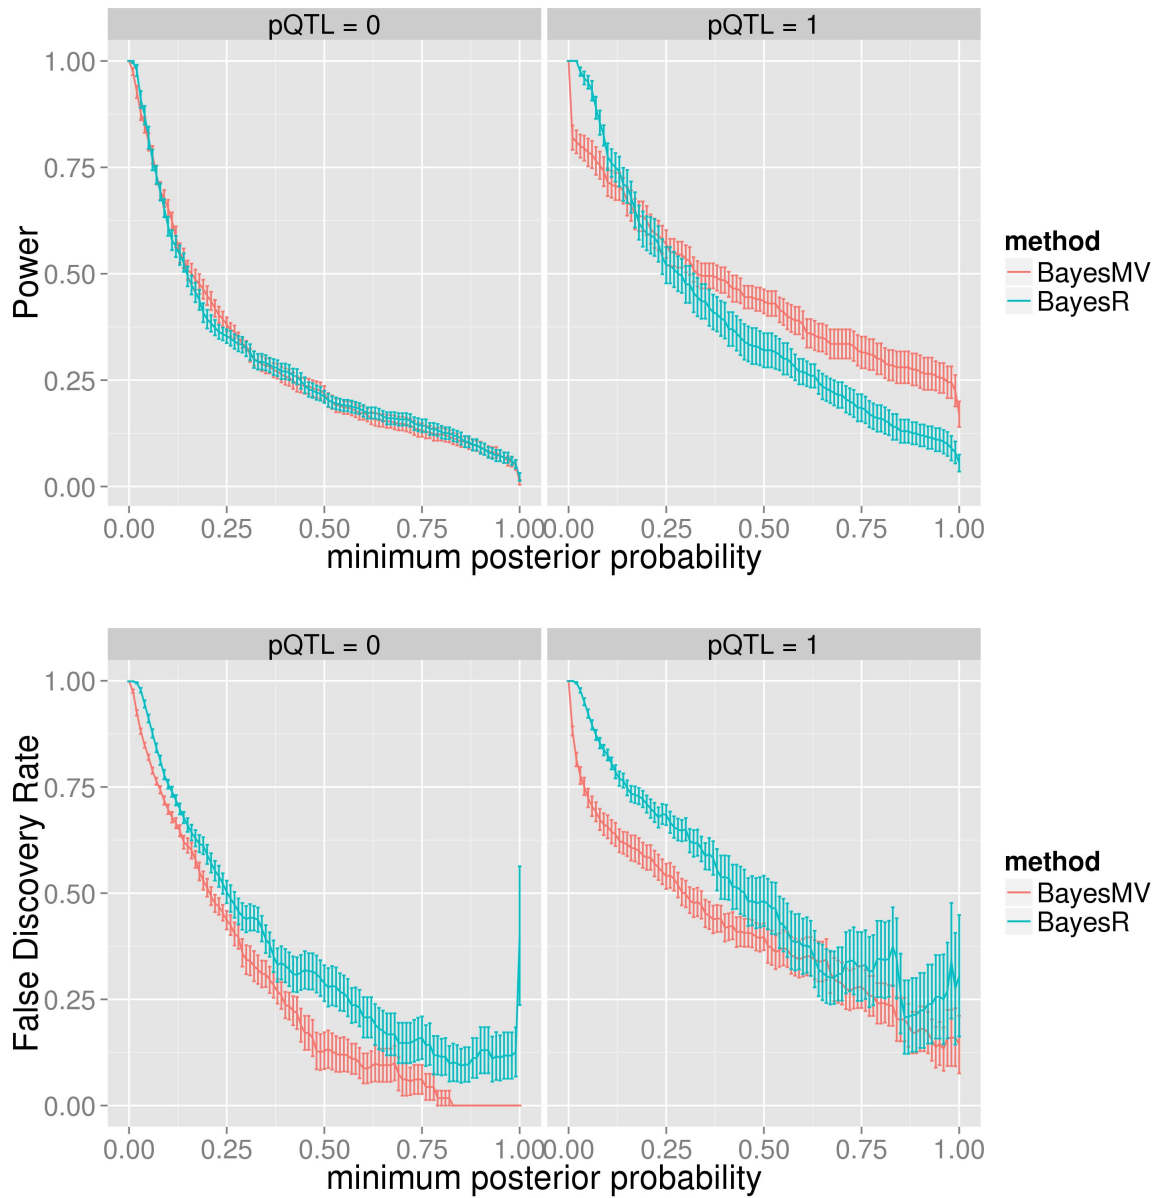 pQTL = 0 pQTL = 1
1.00
0.75
0.50
0.25
0.00
Power
0.00 0.25 0.50 0.75 1.00 0.00 0.25 0.50 0.75 1.00
minimum posterior probability
method
BayesMV
BayesR
pQTL = 0 pQTL = 1
1.00
0.75
0.50
0.25
0.00
False Discovery Rate
0.00 0.25 0.50 0.75 1.00 0.00 0.25 0.50 0.75 1.00
minimum posterior probability
method
BayesMV
BayesR